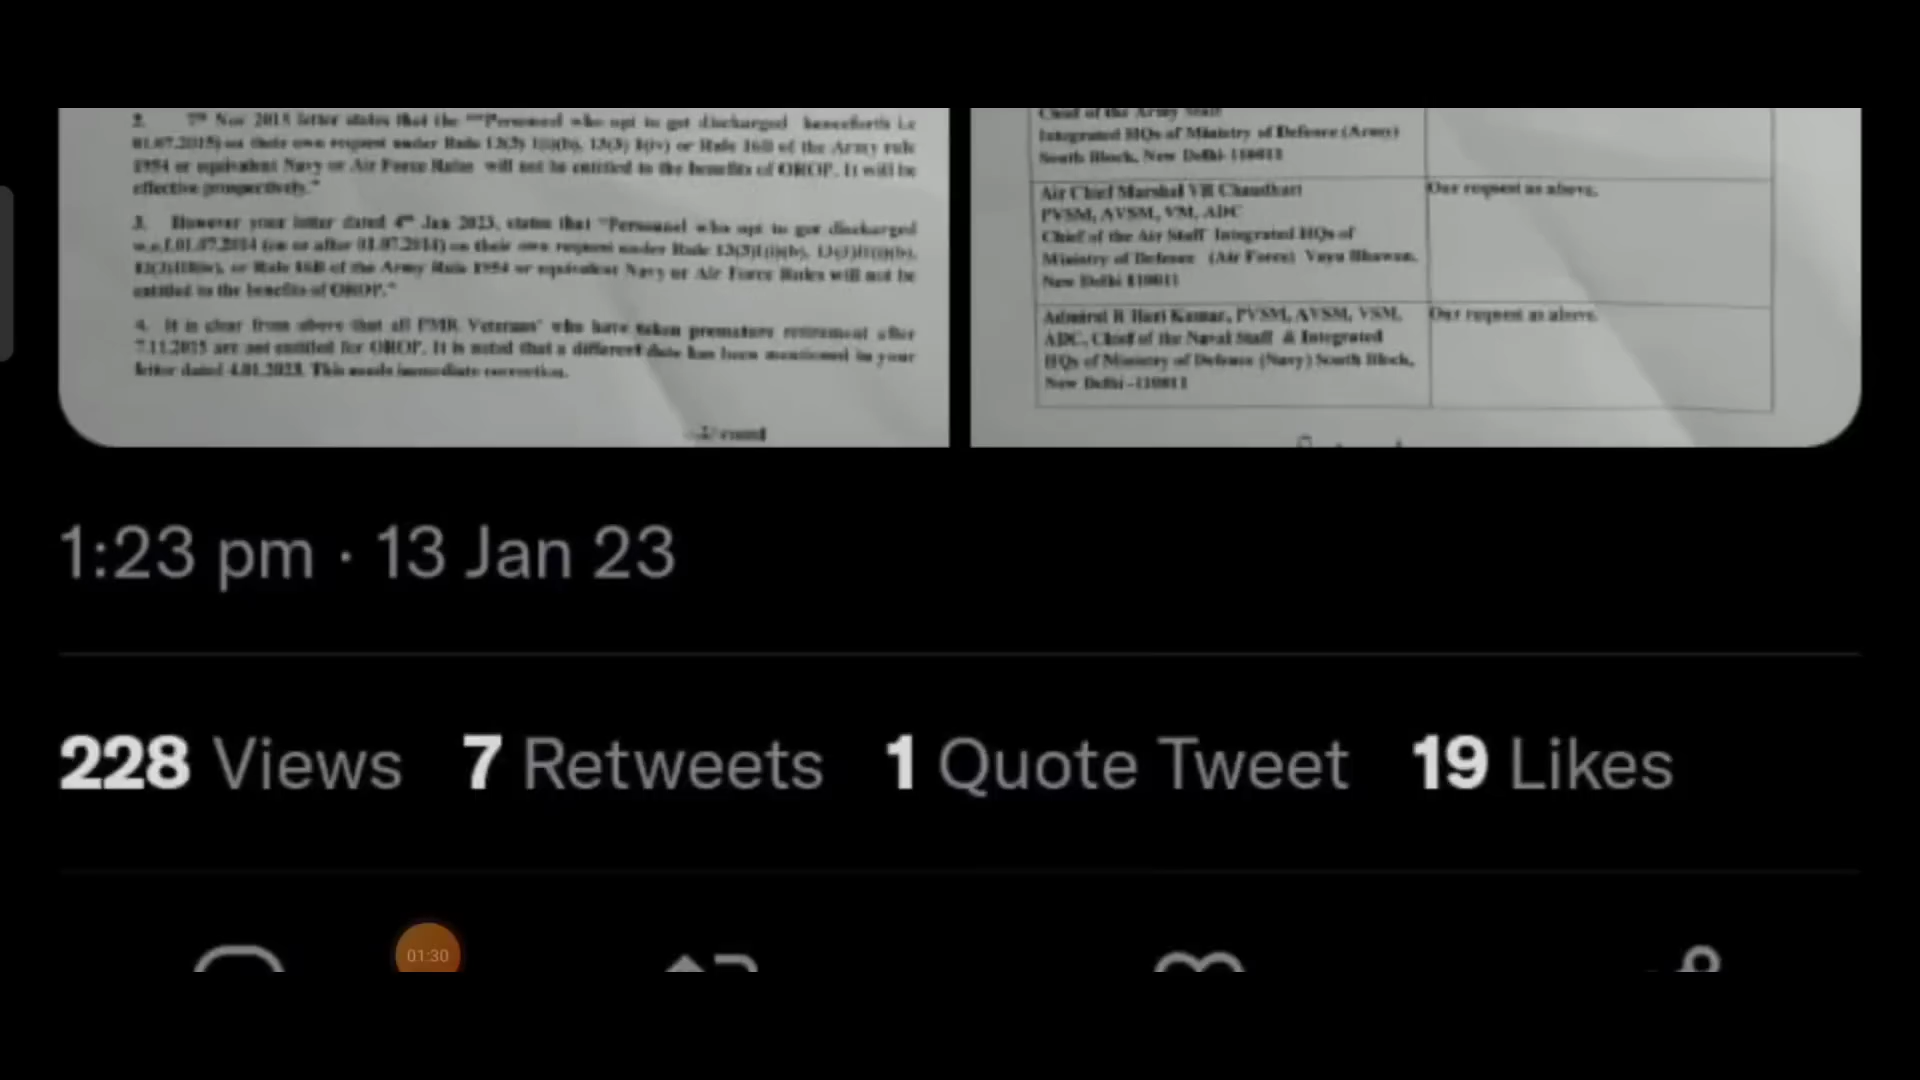 2. 7th Nov 2015 letter states that the ""Personnel who opt to get discharged henceforth i.e
01.07.2015) on their own request under Rule 13(3) 1(i)(b), 13(3) 1(iv) or Rule 16B of the Army rule
1954 or equivalent Navy or Air Force Rules will not be entitled to the benefits of OROP. It will be
effective prospectively."
3. However your letter dated 4th Jan 2023, states that "Personnel who opt to get discharged
w.e.f.01.07.2014 (on or after 01.07.2014) on their own request under Rule
or Rule 16B of the Army Rule 1954 or equivalent Navy or Air Force Rules will not be
entitled to the benefits of OROP."
4. It is clear from above that all PMR Veterans' who have taken premature retirement after
7.11.2015 are not entitled for OROP. It is noted that a different date has been mentioned in your
letter dated 4.01.2023. This needs immediate correction.
Chief of the Army Staff
Integrated HQs of Ministry of Defence (Army)
South Block, New Delhi-110011
Air Chief Marshal VR Chaudhari
PVSM, AVSM, VM, ADC
Chief of the Air Staff Integrated HQs of
Ministry of Defence (Air Force) Vayu Bhawan,
New Delhi 110011
Our request as above.
Admiral R Hari Kumar, PVSM, AVSM, VSM,
ADC, Chief of the Naval Staff & Integrated
HQs of Ministry of Defence (Navy) South Block,
New Delhi -110011
Our request as above.
1:23 pm · 13 Jan 23
228 Views 7 Retweets 1 Quote Tweet 19 Likes
01:30